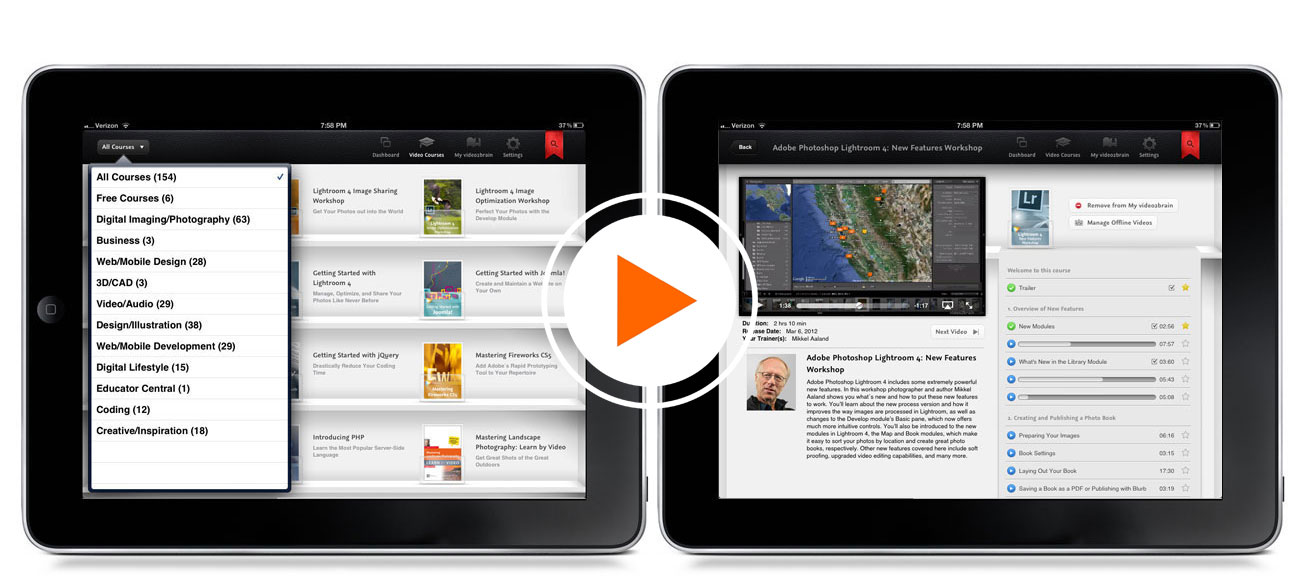 Verizon
7:58 PM
37%
All Courses
Dashboard
Video Courses
My video2brain
Settings
All Courses (154)
Free Courses (6)
Digital Imaging/Photography (63)
Business (3)
Web/Mobile Design (28)
3D/CAD (3)
Video/Audio (29)
Design/Illustration (38)
Web/Mobile Development (29)
Digital Lifestyle (15)
Educator Central (1)
Coding (12)
Creative/Inspiration (18)
Lightroom 4 Image Sharing
Workshop
Get Your Photos out into the World
Lightroom 4 Image
Optimization Workshop
Perfect Your Photos with the
Develop Module
Getting Started with
Lightroom 4
Manage, Optimize, and Share
Your Photos Like Never Before
Getting Started with Joomla!
Create and Maintain a Website on
Your Own
Getting Started with jQuery
Drastically Reduce Your Coding
Time
Mastering Fireworks CS5
Add Adobe's Rapid Prototyping
Tool to Your Repertoire
Mastering
Fireworks CS5
Introducing PHP
Learn the Most Popular Server-Side
Language
Mastering Landscape
Photography: Learn by Video
Get Great Shots of the Great
Outdoors
LEARN BY VIDEO
Verizon
7:58 PM
37%
Back
Adobe Photoshop Lightroom 4: New Features Workshop
Dashboard
Video Courses
My video2brain
Settings
1:38
-1:17
Duration: 2 hrs 10 min
Release Date: Mar 6, 2012
Your Trainer(s): Mikkel Aaland
Next Video
Adobe Photoshop Lightroom 4: New Features
Workshop
Adobe Photoshop Lightroom 4 includes some extremely powerful
new features. In this workshop photographer and author Mikkel
Aaland shows you what's new and how to put these new features
to work. You'll learn about the new process version and how it
improves the way images are processed in Lightroom, as well as
changes to the Develop module's Basic pane, which now offers
much more intuitive controls. You'll also be introduced to the new
modules in Lightroom 4, the Map and Book modules, which make
it easy to sort your photos by location and create great photo
books, respectively. Other new features covered here include soft
proofing, upgraded video editing capabilities, and many more.
Lr
Lightroom 4
Remove from My video2brain
Manage Offline Videos
Welcome to this course
Trailer
1. Overview of New Features
New Modules 02:56
07:57
What's New in the Library Module 03:60
05:43
05:08
2. Creating and Publishing a Photo Book
Preparing Your Images 06:16
Book Settings 03:15
Laying Out Your Book 17:30
Saving a Book as a PDF or Publishing with Blurb 03:19